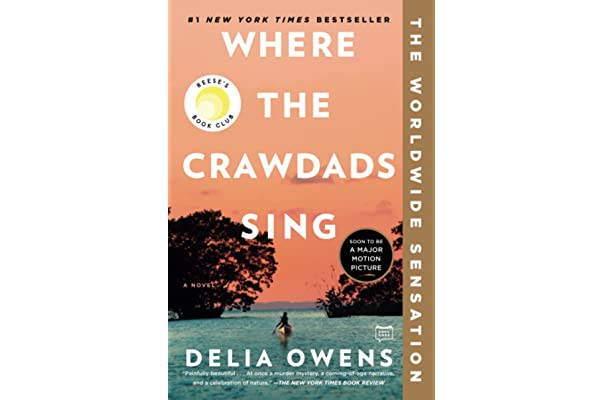 #1 NEW YORK TIMES BESTSELLER
WHERE
REESE'S
BOOK CLUB
THE
CRAWDADS
SING
SOON TO BE
A MAJOR
MOTION
PICTURE
A NOVEL
DELIA OWENS
"Painfully beautiful . . . At once a murder mystery, a coming-of-age narrative,
and a celebration of nature." —THE NEW YORK TIMES BOOK REVIEW
THE WORLDWIDE SENSATION